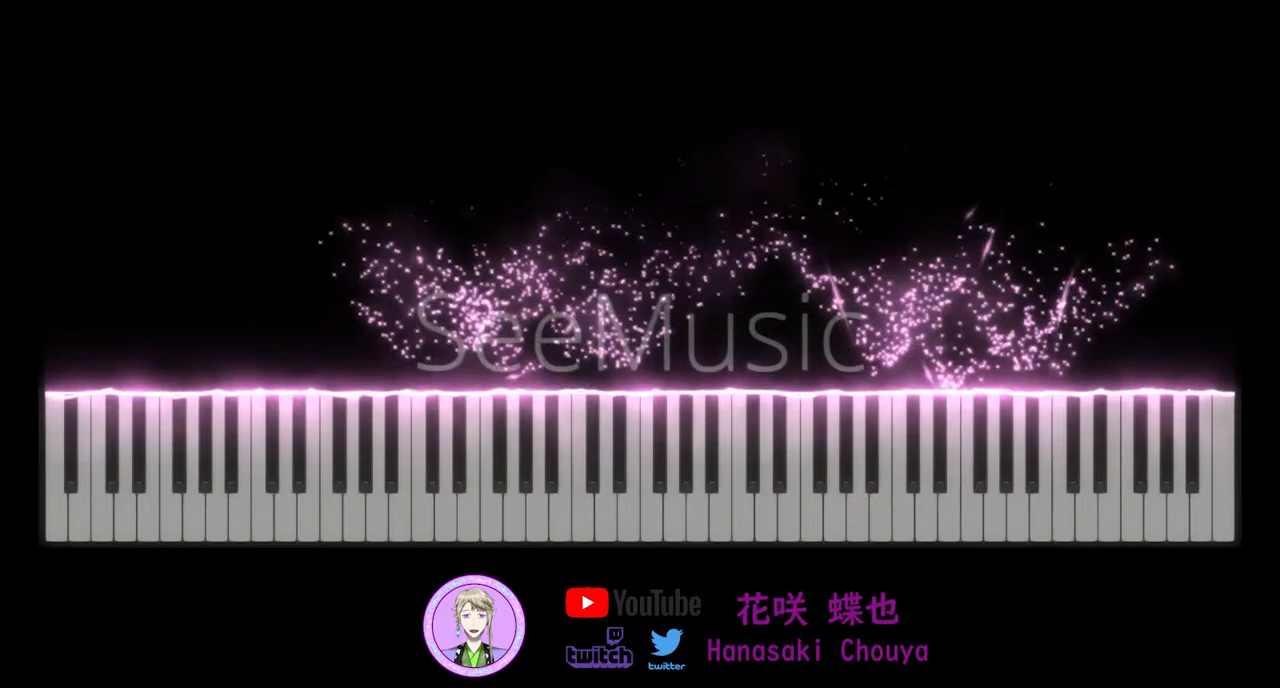 SeeMusic
YouTube
花咲 蝶也
twitch
twitter
Hanasaki Chouya